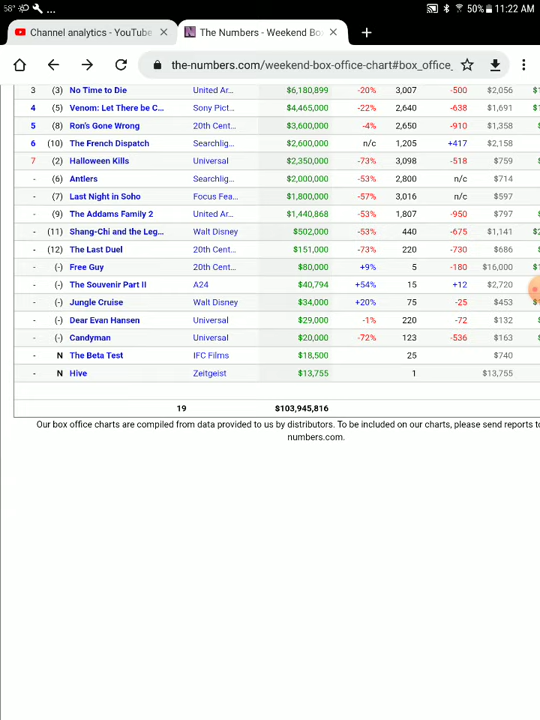 58° ... 50% 11:22 AM
Channel analytics - YouTube × The Numbers - Weekend Bo × +
the-numbers.com/weekend-box-office-chart#box_office_
3 (3) No Time to Die United Ar... $6,180,899 -20% 3,007 -500 $2,056
4 (5) Venom: Let There be C... Sony Pict... $4,465,000 -22% 2,640 -638 $1,691
5 (8) Ron's Gone Wrong 20th Cent... $3,600,000 -4% 2,650 -910 $1,358
6 (10) The French Dispatch Searchlig... $2,600,000 n/c 1,205 +417 $2,158
7 (2) Halloween Kills Universal $2,350,000 -73% 3,098 -518 $759
- (6) Antlers Searchlig... $2,000,000 -53% 2,800 n/c $714
- (7) Last Night in Soho Focus Fea... $1,800,000 -57% 3,016 n/c $597
- (9) The Addams Family 2 United Ar... $1,440,868 -53% 1,807 -950 $797
- (11) Shang-Chi and the Leg... Walt Disney $502,000 -53% 440 -675 $1,141
- (12) The Last Duel 20th Cent... $151,000 -73% 220 -730 $686
- (-) Free Guy 20th Cent... $80,000 +9% 5 -180 $16,000
- (-) The Souvenir Part II A24 $40,794 +54% 15 +12 $2,720
- (-) Jungle Cruise Walt Disney $34,000 +20% 75 -25 $453
- (-) Dear Evan Hansen Universal $29,000 -1% 220 -72 $132
- (-) Candyman Universal $20,000 -72% 123 -536 $163
- N The Beta Test IFC Films $18,500 25 $740
- N Hive Zeitgeist $13,755 1 $13,755
19 $103,945,816
Our box office charts are compiled from data provided to us by distributors. To be included on our charts, please send reports to
numbers.com.